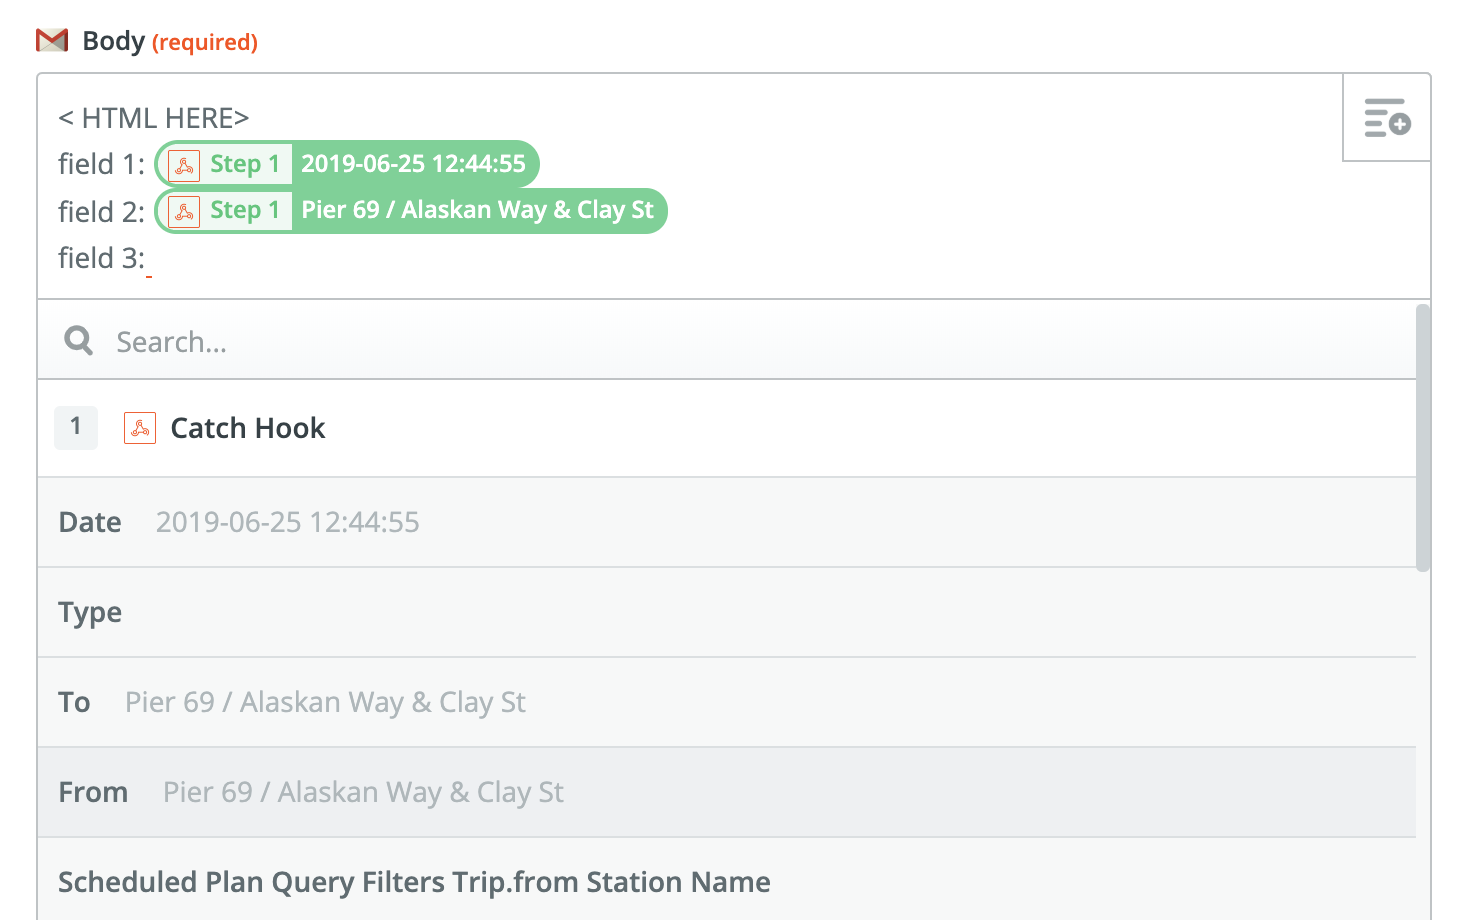 Body (required)
< HTML HERE>
field 1: Step 1 2019-06-25 12:44:55
field 2: Step 1 Pier 69 / Alaskan Way & Clay St
field 3:
Search...
1 Catch Hook
Date 2019-06-25 12:44:55
Type
To Pier 69 / Alaskan Way & Clay St
From Pier 69 / Alaskan Way & Clay St
Scheduled Plan Query Filters Trip.from Station Name